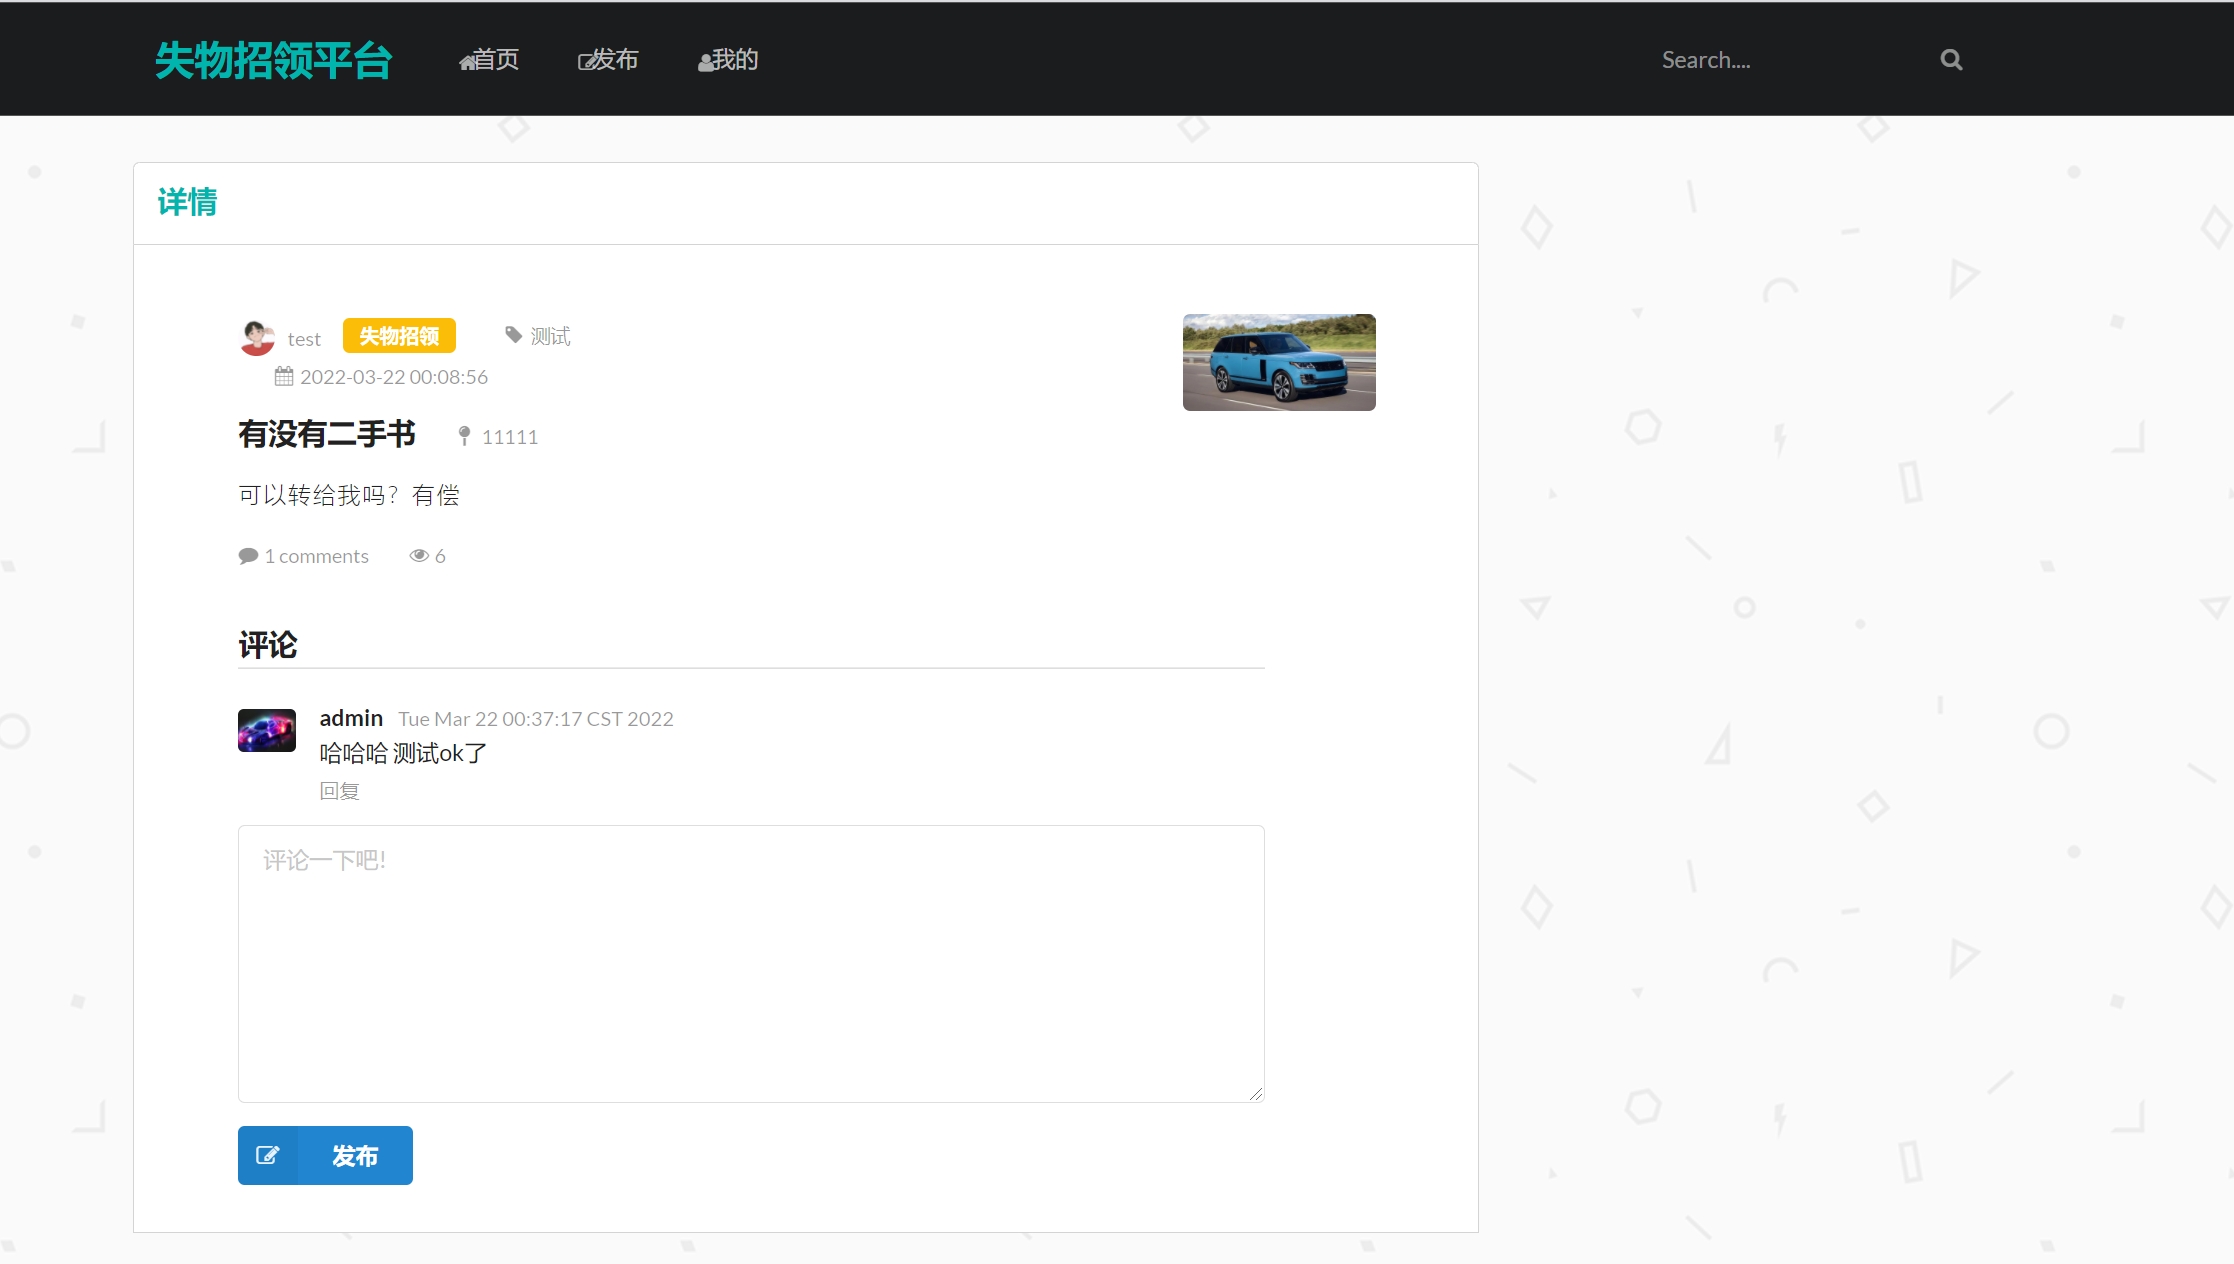 失物招领平台 首页 发布 我的 Search....
详情
test 失物招领 测试
2022-03-22 00:08:56
有没有二手书 11111
可以转给我吗？有偿
1 comments 6
评论
admin Tue Mar 22 00:37:17 CST 2022
哈哈哈 测试ok了
回复
评论一下吧!
发布